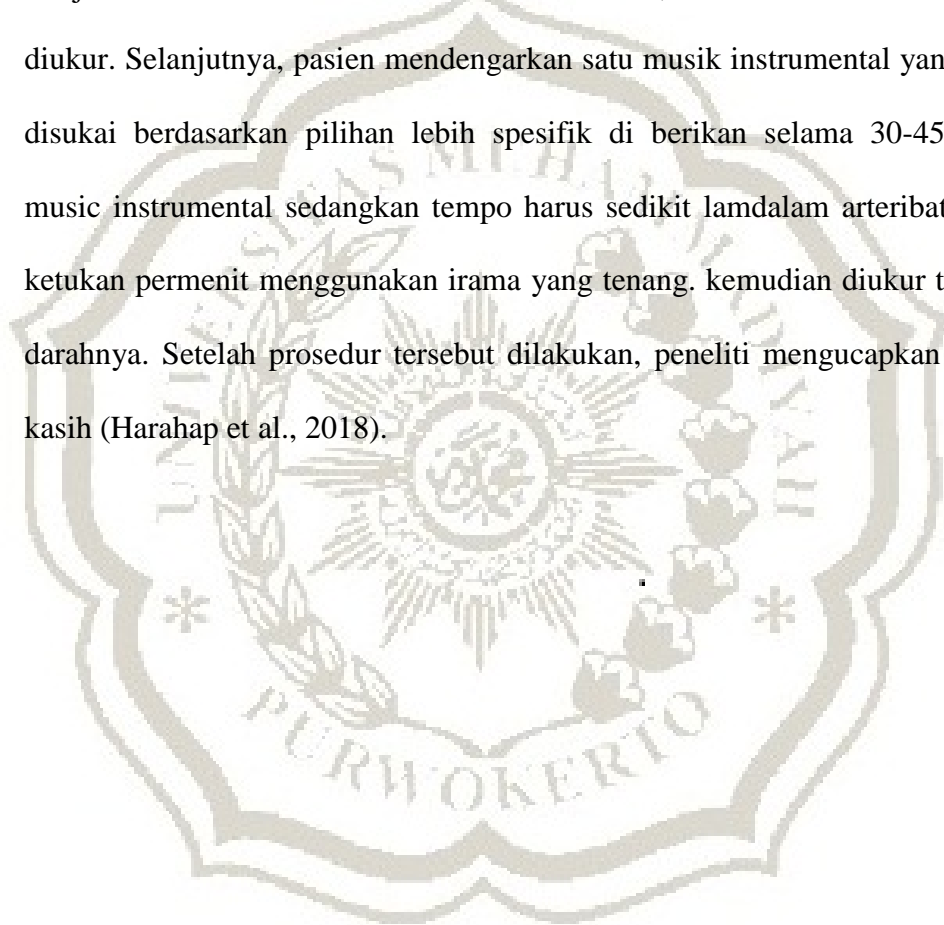 diukur. Selanjutnya, pasien mendengarkan satu musik instrumental yan
disukai berdasarkan pilihan lebih spesifik di berikan selama 30-45
music instrumental sedangkan tempo harus sedikit lamdalam arteribat
ketukan permenit menggunakan irama yang tenang. kemudian diukur t
darahnya. Setelah prosedur tersebut dilakukan, peneliti mengucapkan
kasih (Harahap et al., 2018).
UNIVERSITAS MUHAMMADIYAH
PURWOKERTO